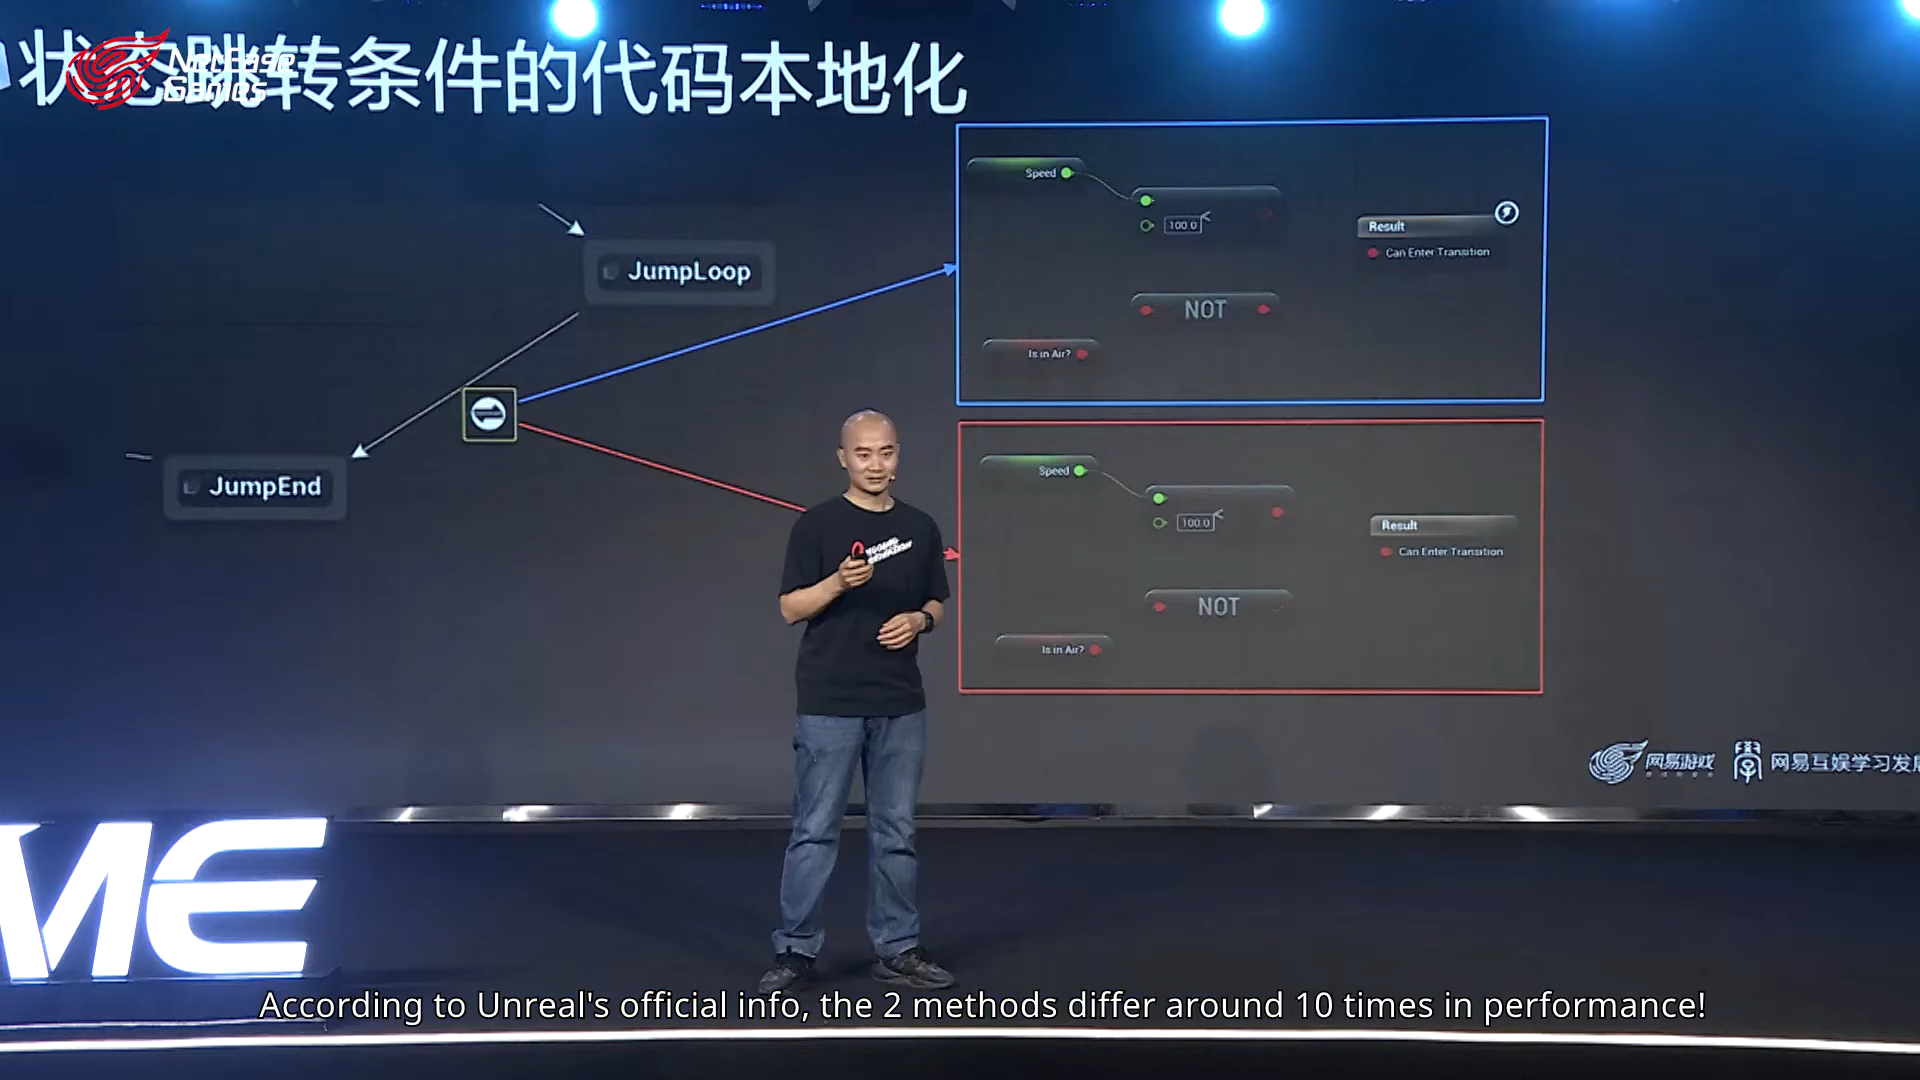 状态跳转条件的代码本地化
NetEase
Games
Speed
100.0
<
Result
Can Enter Transition
NOT
Is in Air?
JumpLoop
JumpEnd
Speed
100.0
<
Result
Can Enter Transition
NOT
Is in Air?
网易游戏
网易互娱学习发展
ME
According to Unreal's official info, the 2 methods differ around 10 times in performance!